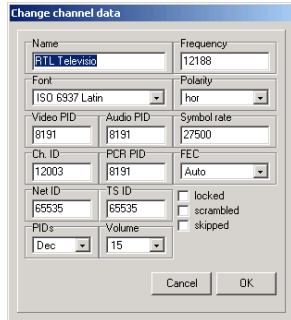 Change channel data
Name Frequency
RTL Televisio 12188
Font Polarity
ISO 6937 Latin hor
Video PID Audio PID Symbol rate
8191 8191 27500
Ch. ID PCR PID FEC
12003 8191 Auto
Net ID TS ID
65535 65535
locked
scrambled
skipped
PIDs Volume
Dec 15
Cancel OK